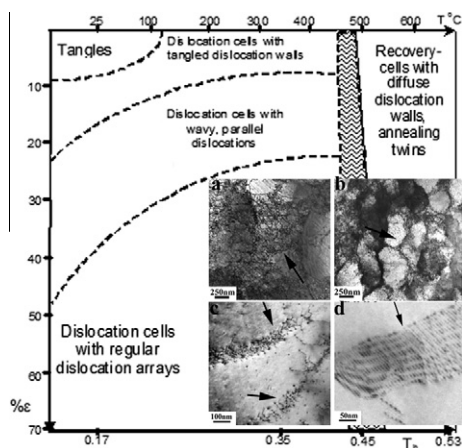 25 100 200 300 400 500 600 T°C
Tangles
Dislocation cells with
tangled dislocation walls
Recovery-
cells with
diffuse
dislocation
walls,
annealing
twins
10
Dislocation cells with
wavy, parallel
dislocations
20
30
a
b
40
250nm
250nm
50
c
d
Dislocation cells
with regular
dislocation arrays
60
%ε
100nm
50nm
70
0.17 0.35 0.45 0.53